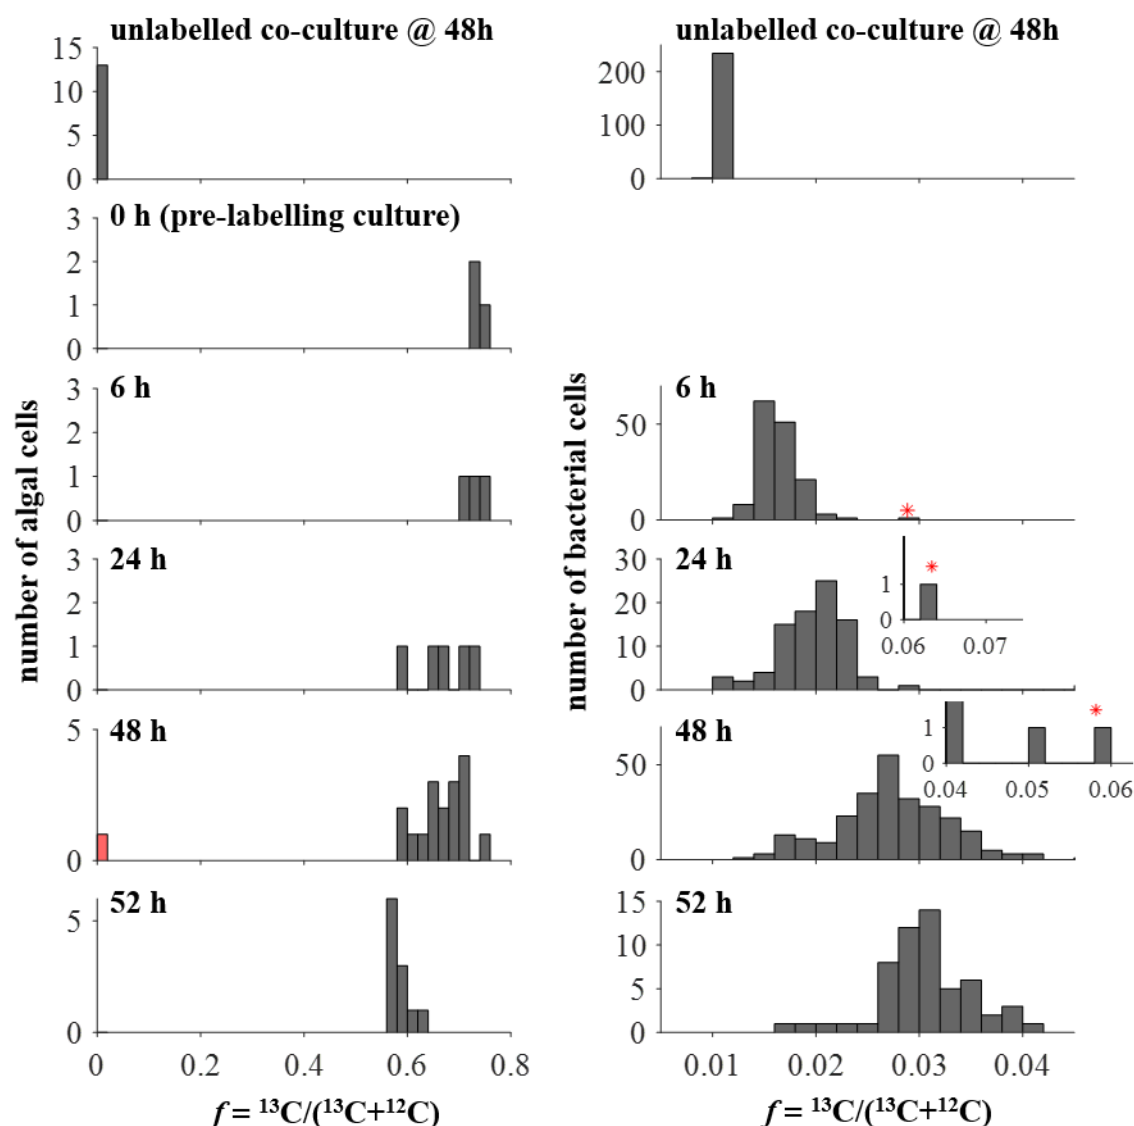 unlabelled co-culture @ 48h
15
10
5
0
0 h (pre-labelling culture)
3
2
1
0
6 h
3
2
1
0
24 h
3
2
1
0
48 h
5
0
52 h
5
0
0 0.2 0.4 0.6 0.8
number of algal cells
f = ¹³C/(¹³C+¹²C)
unlabelled co-culture @ 48h
200
100
0
6 h
50
0
*
24 h
30
20
10
0
*
1
0
0.06 0.07
48 h
50
0
*
1
0
0.04 0.05 0.06
52 h
15
10
5
0
0.01 0.02 0.03 0.04
number of bacterial cells
f = ¹³C/(¹³C+¹²C)